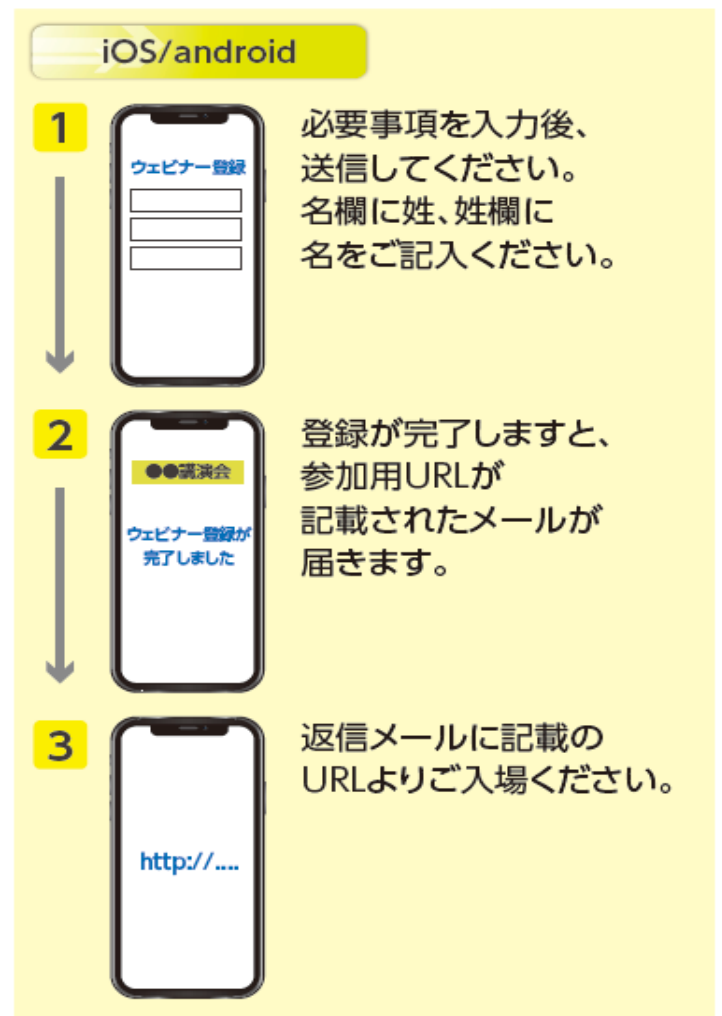 iOS/android
1
ウェビナー登録
必要事項を入力後、
送信してください。
名欄に姓、姓欄に
名をご記入ください。
2
●●講演会
ウェビナー登録が
完了しました
登録が完了しますと、
参加用URLが
記載されたメールが
届きます。
3
http://....
返信メールに記載の
URLよりご入場ください。